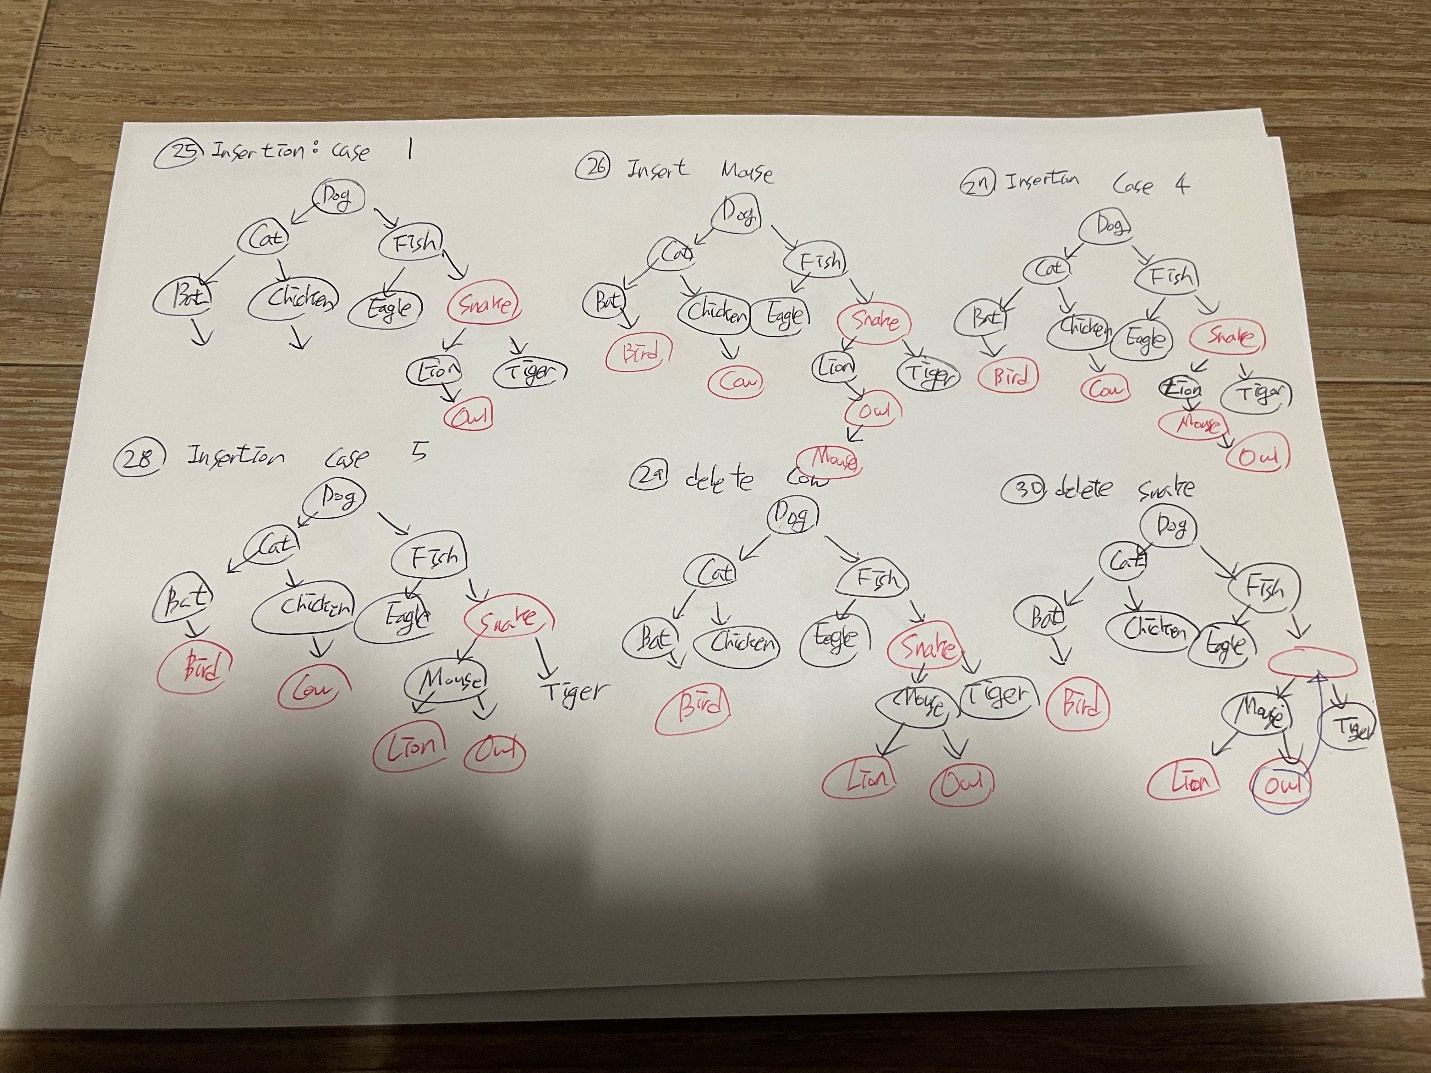 25 Insertion: case 1
Dog
Cat Fish
Bat Chicken Eagle Snake
Lion Tiger
Owl
26 Insert Mouse
Dog
Cat Fish
Bat Chicken Eagle Snake
Bird Cow Lion Tiger
Owl
Mouse
27 Insertion Case 4
Dog
Cat Fish
Bat Chicken Eagle Snake
Bird Cow Lion Tiger
Mouse
Owl
28 Insertion case 5
Dog
Cat Fish
Bat Chicken Eagle Snake
Bird Cow Mouse Tiger
Lion Owl
29 delete Cow
Dog
Cat Fish
Bat Chicken Eagle Snake
Bird Mouse Tiger
Lion Owl
30 delete snake
Dog
Cat Fish
Bat Chicken Eagle
Bird Mouse Tiger
Lion Owl